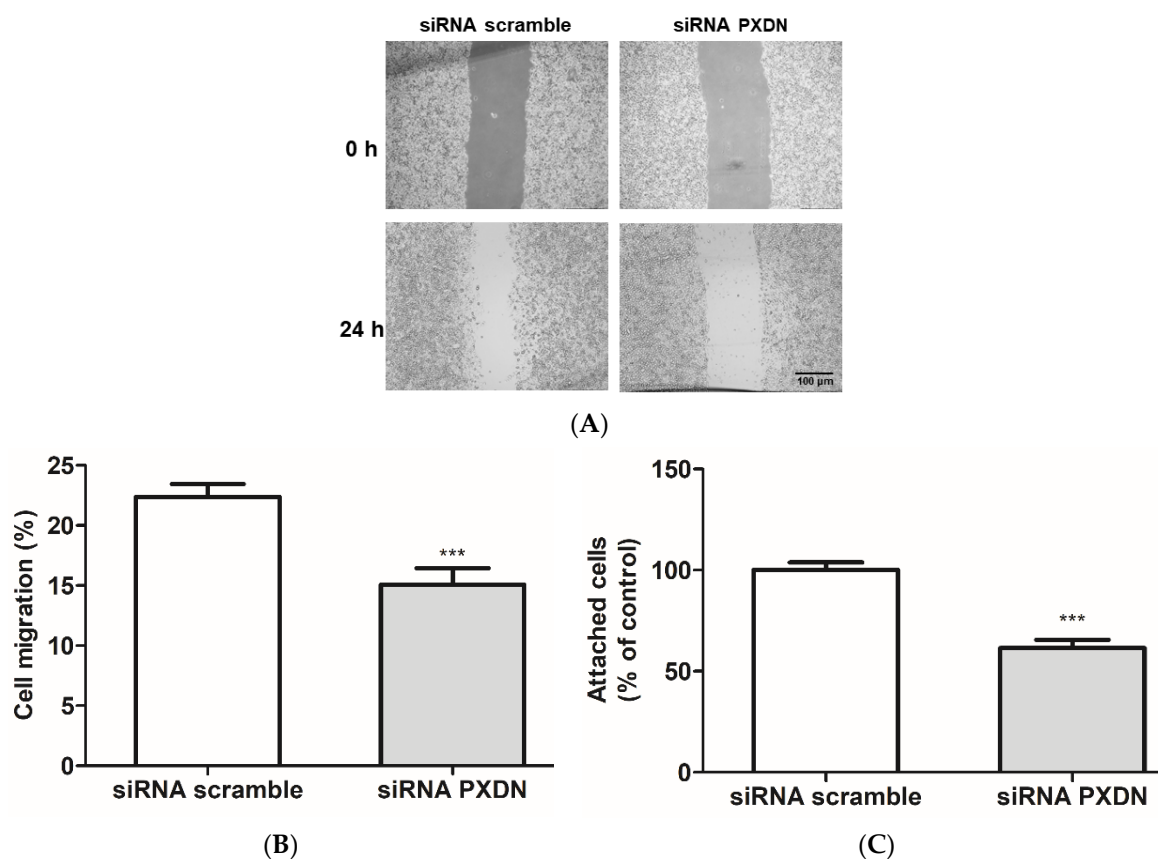 siRNA scramble
siRNA PXDN
0 h
24 h
100 µm
(A)
25
20
15
10
5
0
Cell migration (%)
***
siRNA scramble
siRNA PXDN
(B)
150
100
50
0
Attached cells
(% of control)
***
siRNA scramble
siRNA PXDN
(C)